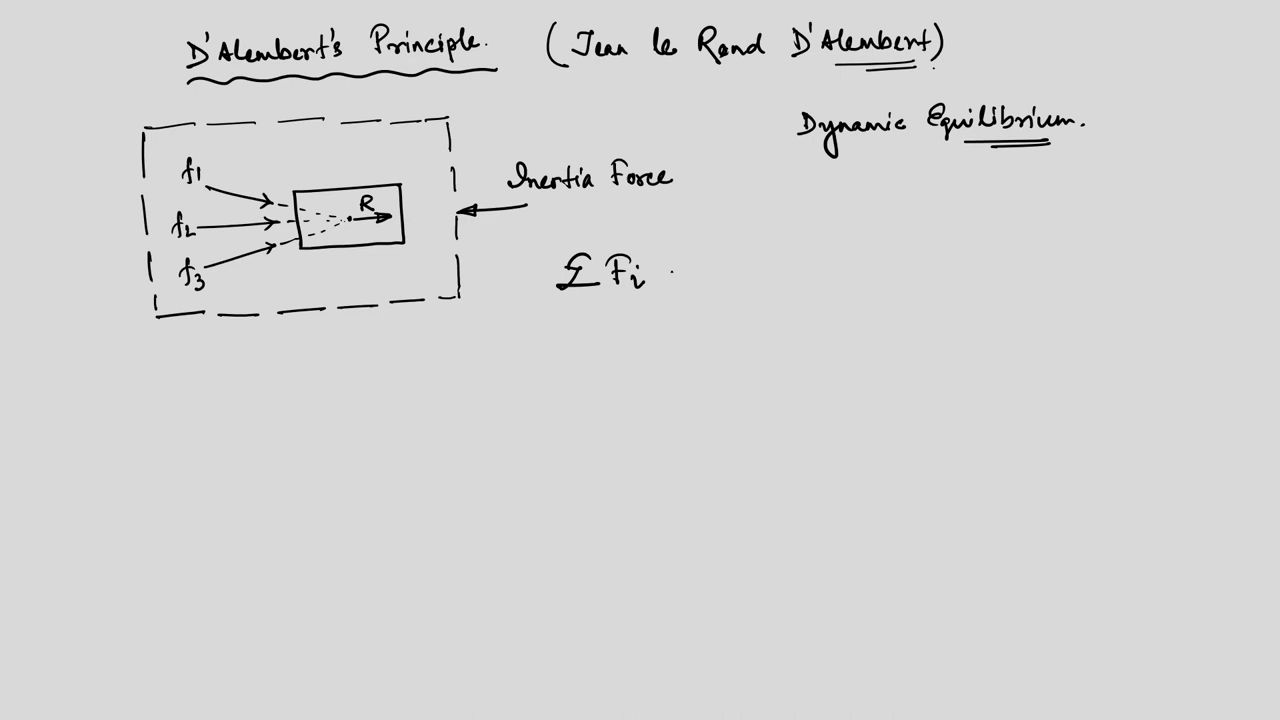 D'Alembert's Principle. (Jean le Rond D'Alembert)
Dynamic Equilibrium.
Inertia Force
f1
R
f2
f3
Σ Fi